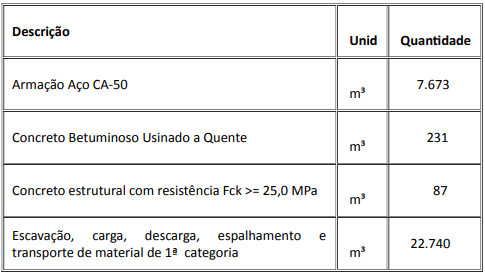 Descrição Unid Quantidade
Armação Aço CA-50 m³ 7.673
Concreto Betuminoso Usinado a Quente m³ 231
Concreto estrutural com resistência Fck >= 25,0 MPa m³ 87
Escavação, carga, descarga, espalhamento e
transporte de material de 1ª categoria m³ 22.740